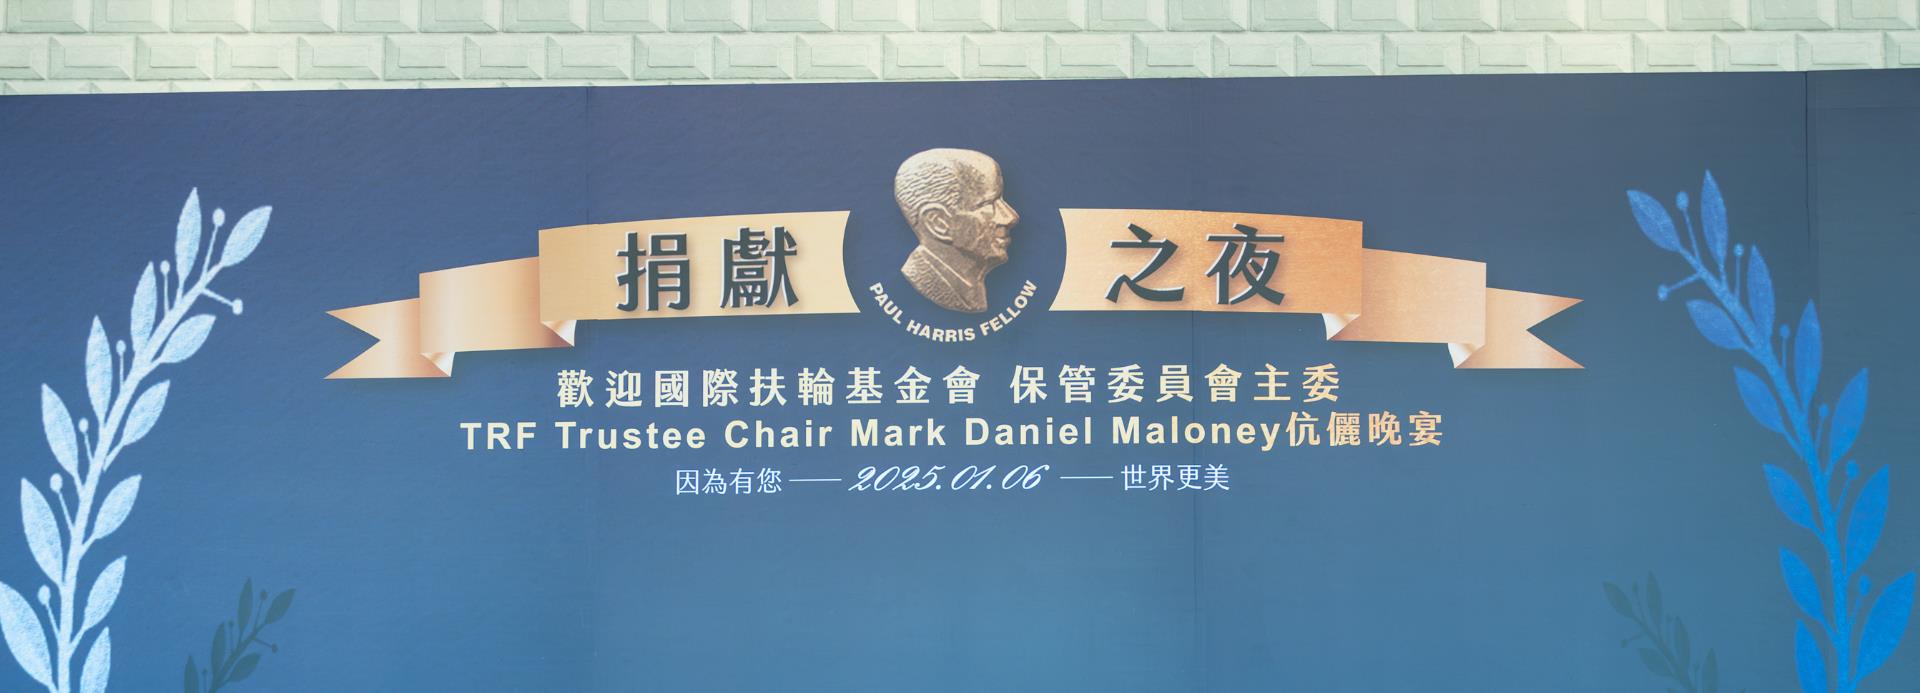 捐獻 之夜
PAUL HARRIS FELLOW
歡迎國際扶輪基金會 保管委員會主委
TRF Trustee Chair Mark Daniel Maloney伉儷晚宴
因為有您 — 2025.01.06 — 世界更美